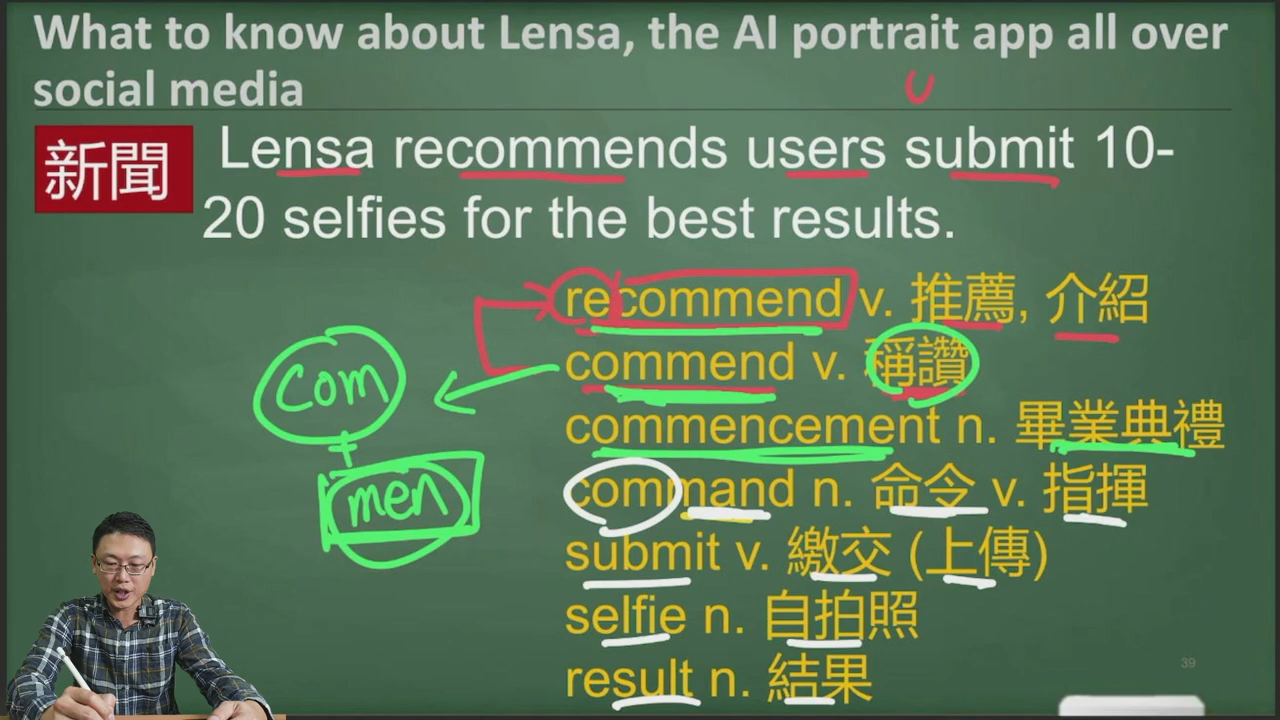 What to know about Lensa, the AI portrait app all over
social media
新聞
Lensa recommends users submit 10-
20 selfies for the best results.
recommend v. 推薦, 介紹
commend v. 稱讚
commencement n. 畢業典禮
command n. 命令 v. 指揮
submit v. 繳交 (上傳)
selfie n. 自拍照
result n. 結果
com
+
men
U
39